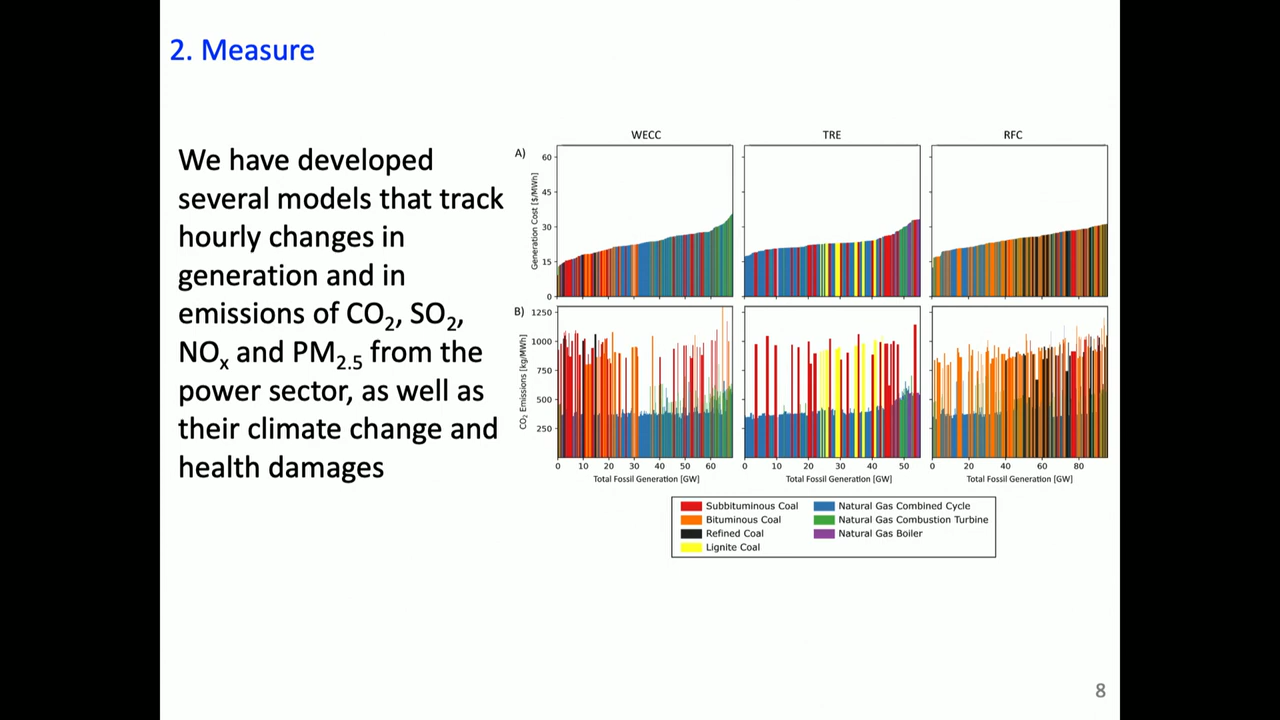 2. Measure
We have developed
several models that track
hourly changes in
generation and in
emissions of CO2, SO2,
NOx and PM2.5 from the
power sector, as well as
their climate change and
health damages
WECC TRE RFC
A)
Generation Cost [$/MWh]
60
45
30
15
0
B)
CO2 Emissions [kg/MWh]
1250
1000
750
500
250
0 10 20 30 40 50 60
0 10 20 30 40 50
0 20 40 60 80
Total Fossil Generation [GW] Total Fossil Generation [GW] Total Fossil Generation [GW]
Subbituminous Coal
Bituminous Coal
Refined Coal
Lignite Coal
Natural Gas Combined Cycle
Natural Gas Combustion Turbine
Natural Gas Boiler
8